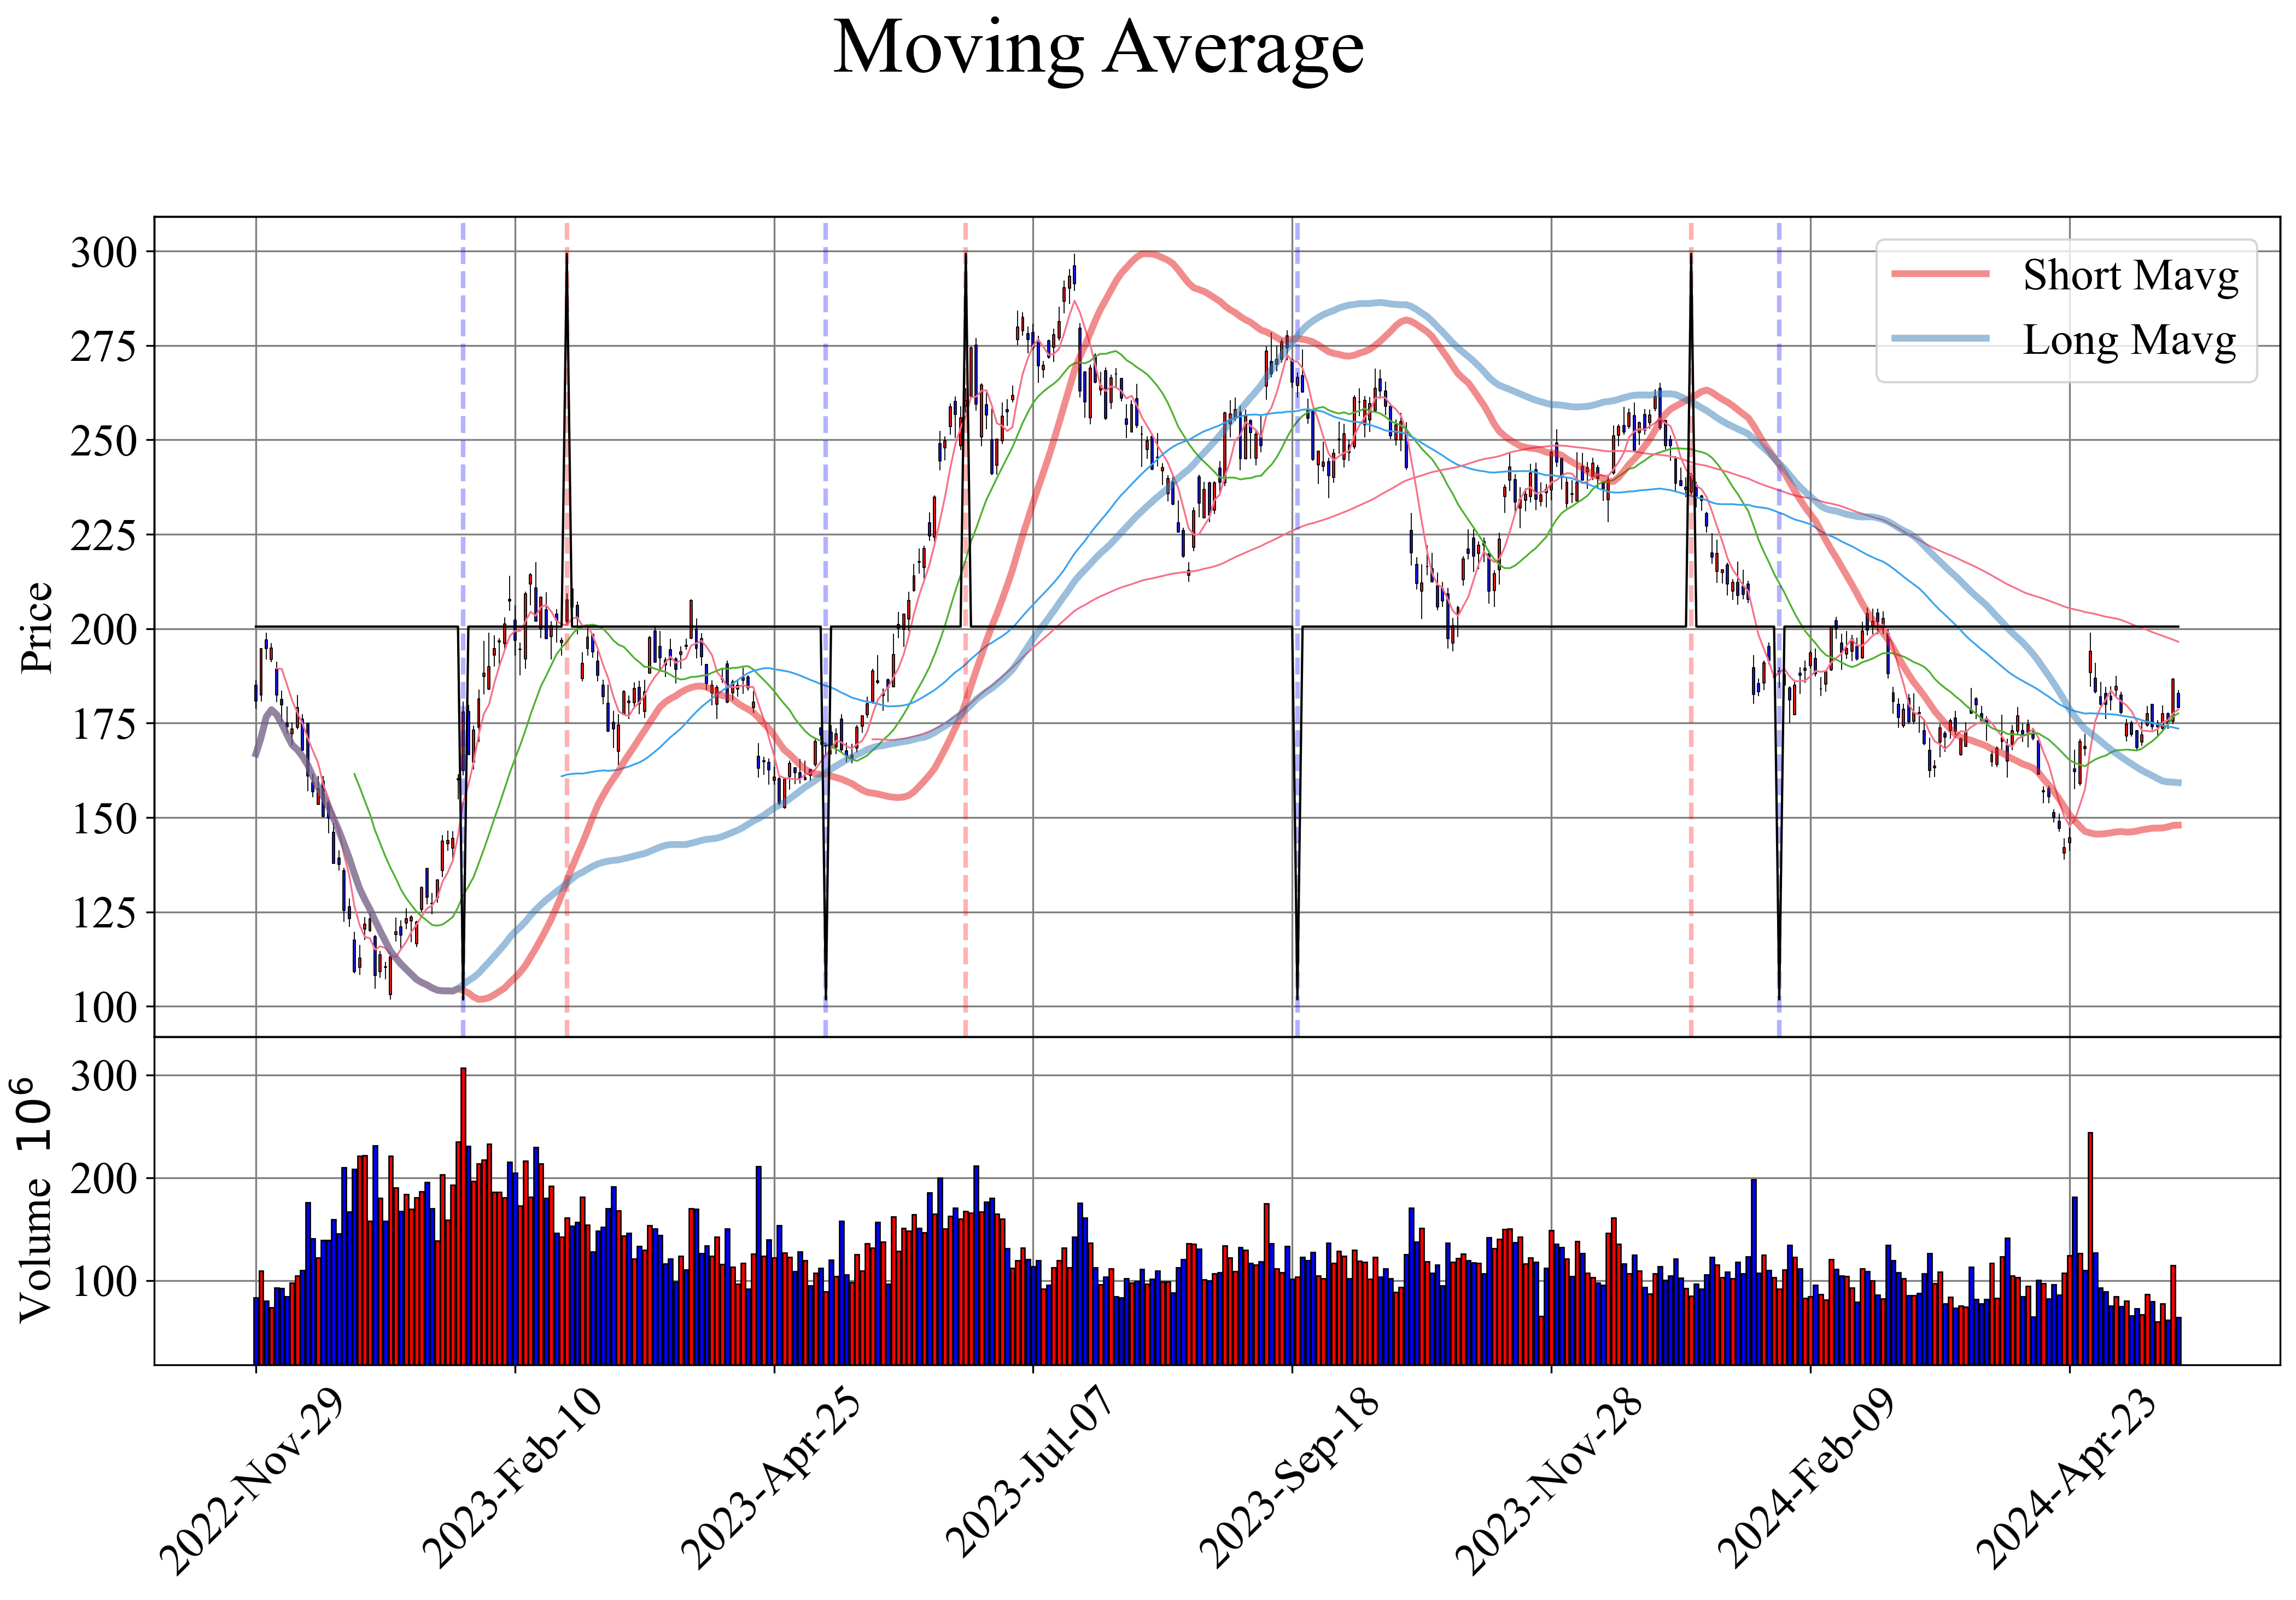 Moving Average
Short Mavg
Long Mavg
Price
300
275
250
225
200
175
150
125
100
Volume 10^6
300
200
100
2022-Nov-29
2023-Feb-10
2023-Apr-25
2023-Jul-07
2023-Sep-18
2023-Nov-28
2024-Feb-09
2024-Apr-23